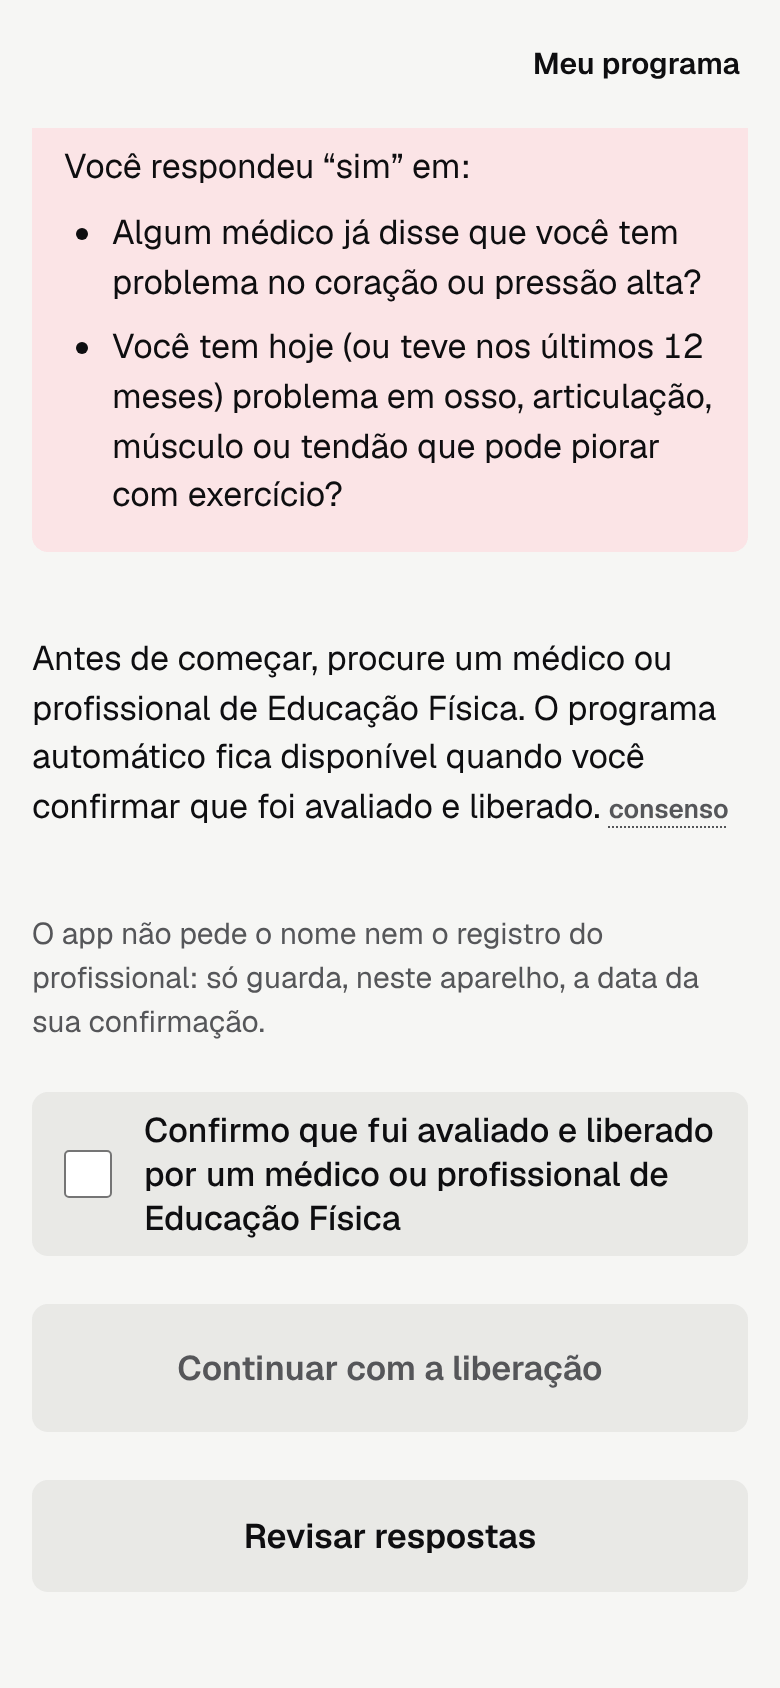 Meu programa
Você respondeu “sim” em:
• Algum médico já disse que você tem
problema no coração ou pressão alta?
• Você tem hoje (ou teve nos últimos 12
meses) problema em osso, articulação,
músculo ou tendão que pode piorar
com exercício?
Antes de começar, procure um médico ou
profissional de Educação Física. O programa
automático fica disponível quando você
confirmar que foi avaliado e liberado. consenso
O app não pede o nome nem o registro do
profissional: só guarda, neste aparelho, a data da
sua confirmação.
Confirmo que fui avaliado e liberado
por um médico ou profissional de
Educação Física
Continuar com a liberação
Revisar respostas